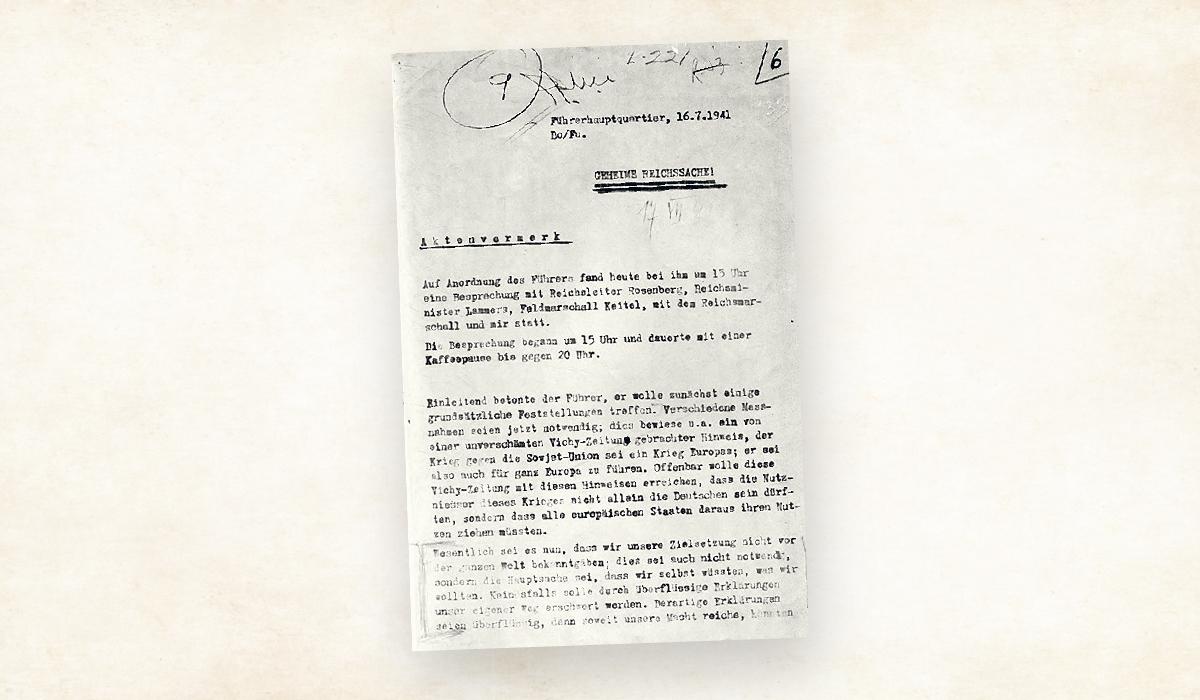 9
L-221
6
Führerhauptquartier, 16.7.1941
Bo/Fu.
GEHEIME REICHSSACHE!
17 VII
Aktenvermerk
Auf Anordnung des Führers fand heute bei ihm um 15 Uhr
eine Besprechung mit Reichsleiter Rosenberg, Reichsmi-
nister Lammers, Feldmarschall Keitel, mit dem Reichsmar-
schall und mir statt.
Die Besprechung begann um 15 Uhr und dauerte mit einer
Kaffeepause bis gegen 20 Uhr.
Einleitend betonte der Führer, er wolle zunächst einige
grundsätzliche Feststellungen treffen. Verschiedene Mass-
nahmen seien jetzt notwendig; dies beweise u.a. ein von
einer unverschämten Vichy-Zeitung gebrachter Hinweis, der
Krieg gegen die Sowjet-Union sei ein Krieg Europas; er sei
also auch für ganz Europa zu führen. Offenbar wolle diese
Vichy-Zeitung mit diesen Hinweisen erreichen, dass die Nutz-
niesser dieses Krieges nicht allein die Deutschen sein dürf-
ten, sondern dass alle europäischen Staaten daraus ihren Nut-
zen ziehen müssten.
Wesentlich sei es nun, dass wir unsere Zielsetzung nicht vor
der ganzen Welt bekanntgäben; dies sei auch nicht notwendig,
sondern die Hauptsache sei, dass wir selbst wüssten, was wir
wollten. Keinesfalls solle durch überflüssige Erklärungen
unser eigener Weg erschwert werden. Derartige Erklärungen
seien überflüssig, denn soweit unsere Macht reiche, könnten